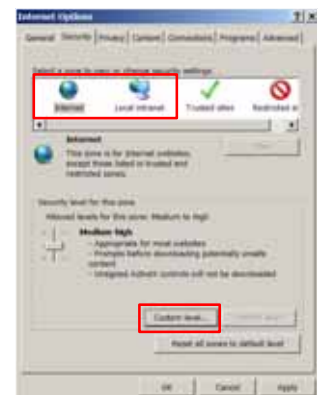 Internet Options
General Security Privacy Content Connections Programs Advanced
Select a zone to view or change security settings.
Internet Local intranet Trusted sites Restricted
Internet
This zone is for Internet websites,
except those listed in trusted and
restricted zones.
Security level for this zone
Allowed levels for this zone: Medium to High
Medium-high
- Appropriate for most websites
- Prompts before downloading potentially unsafe
content
- Unsigned ActiveX controls will not be downloaded
Custom level...
Reset all zones to default level
OK Cancel Apply